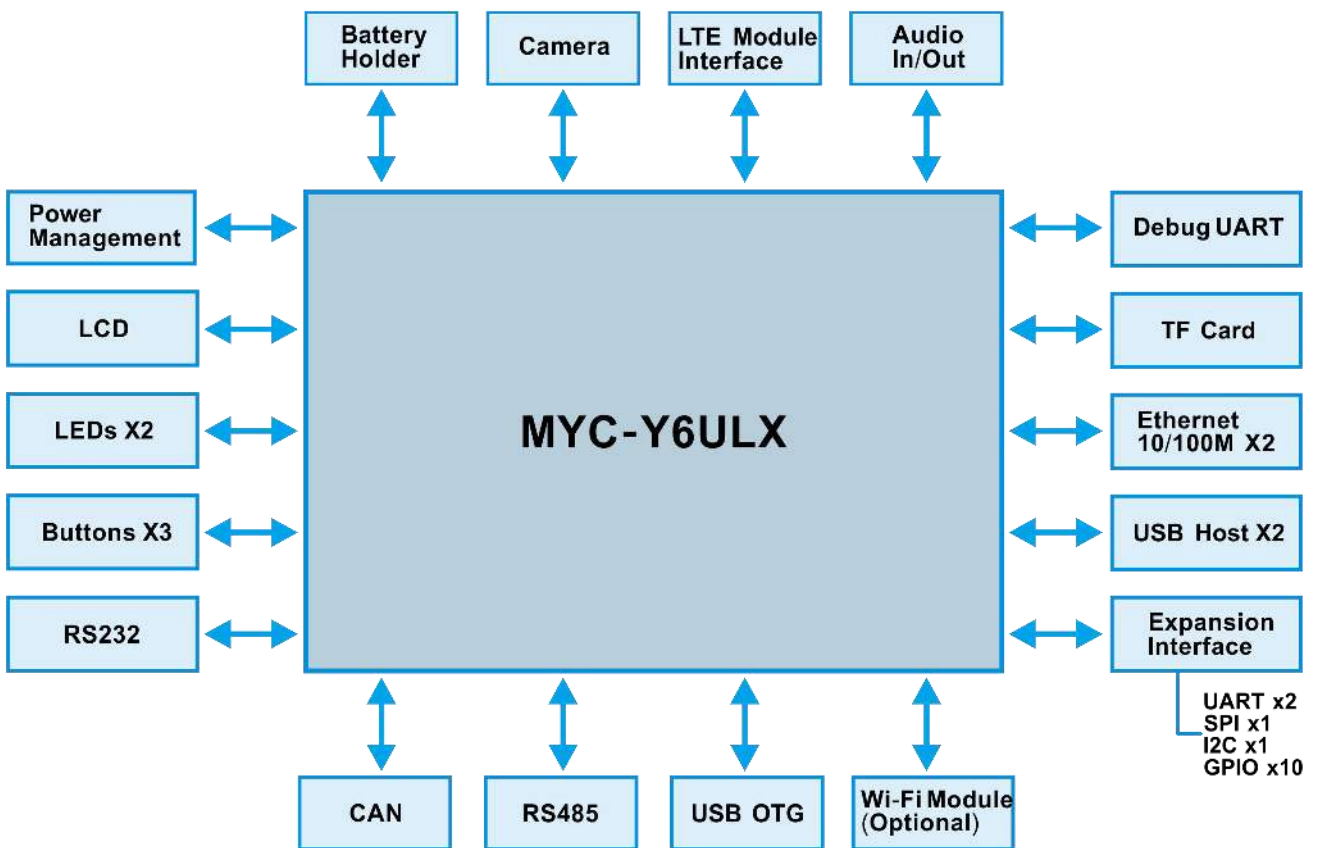 Battery
Holder
Camera
LTE Module
Interface
Audio
In/Out
Power
Management
LCD
LEDs X2
Buttons X3
RS232
MYC-Y6ULX
Debug UART
TF Card
Ethernet
10/100M X2
USB Host X2
Expansion
Interface
UART x2
SPI x1
I2C x1
GPIO x10
CAN
RS485
USB OTG
Wi-Fi Module
(Optional)